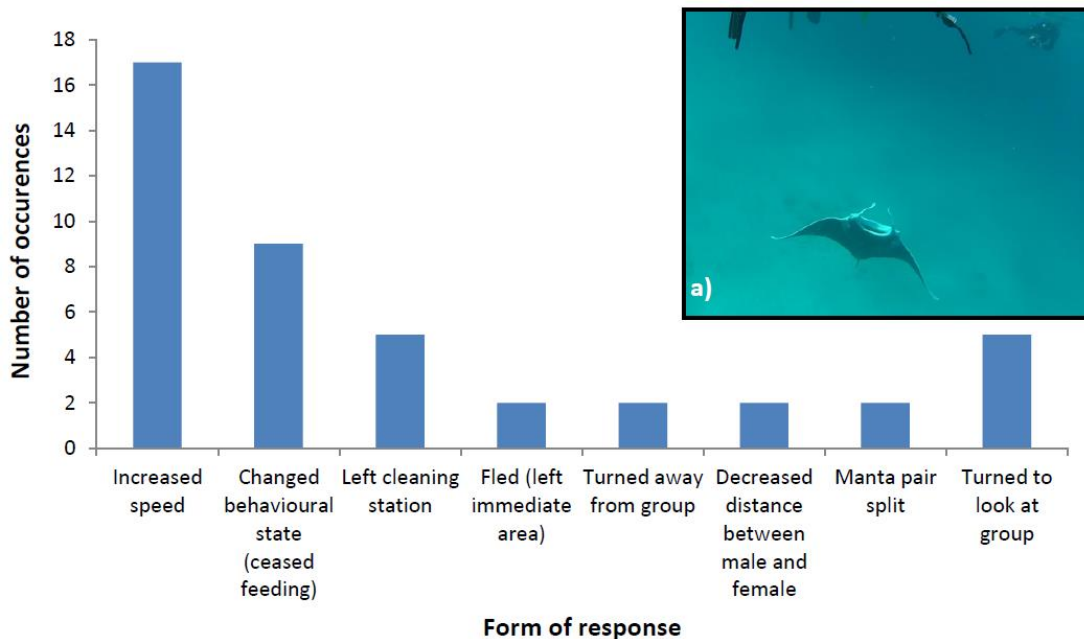 18
16
14
12
10
8
6
4
2
0
Number of occurences
a)
Increased
speed
Changed
behavioural
state
(ceased
feeding)
Left cleaning
station
Fled (left
immediate
area)
Turned away
from group
Decreased
distance
between
male and
female
Manta pair
split
Turned to
look at
group
Form of response